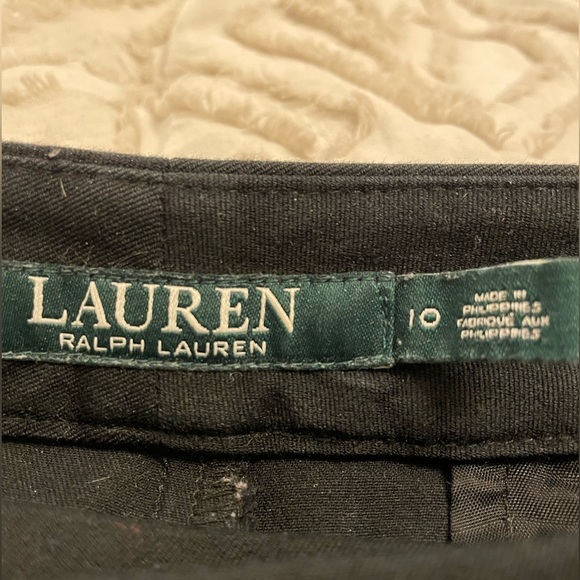 LAUREN
RALPH LAUREN
10
MADE IN
PHILIPPINES
FABRIQUÉ AUX
PHILIPPINES